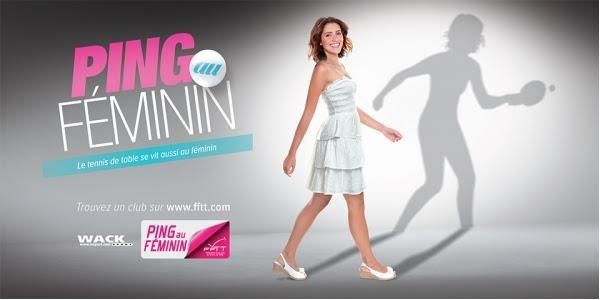 PING au
FÉMININ
Le tennis de table se vit aussi au féminin
Trouvez un club sur www.fftt.com
WACK
PING au
FÉMININ
FFTT